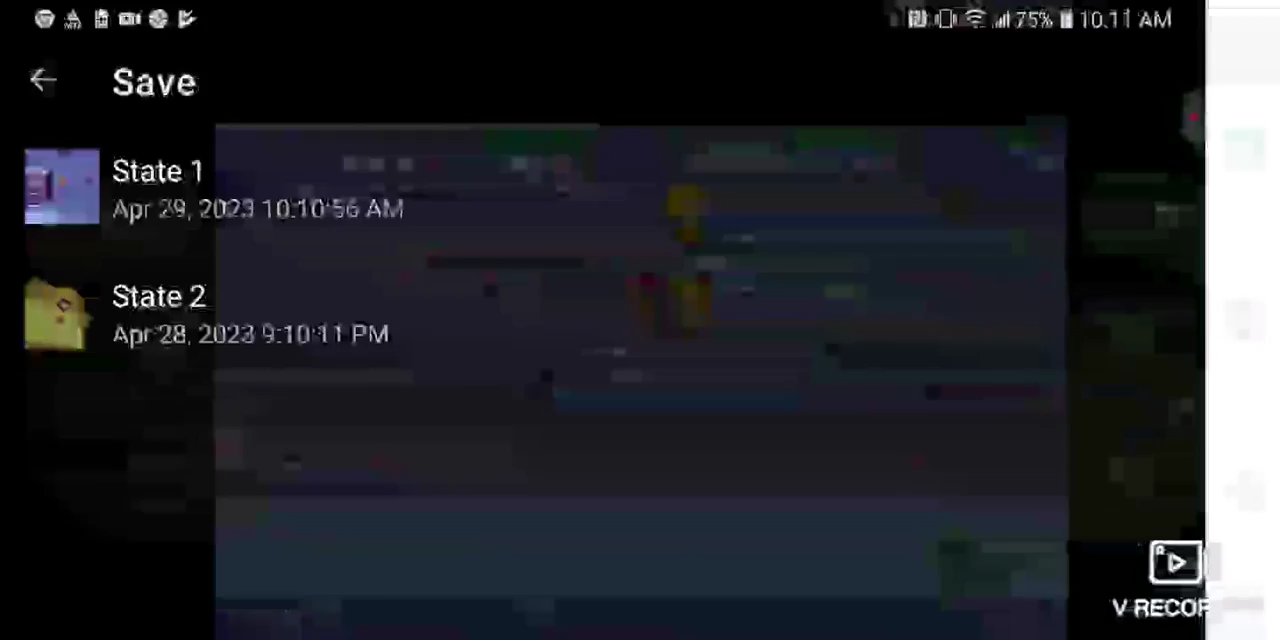 75% 10:11 AM
Save
State 1
Apr 29, 2023 10:10:56 AM
State 2
Apr 28, 2023 9:10:11 PM
V RECOR